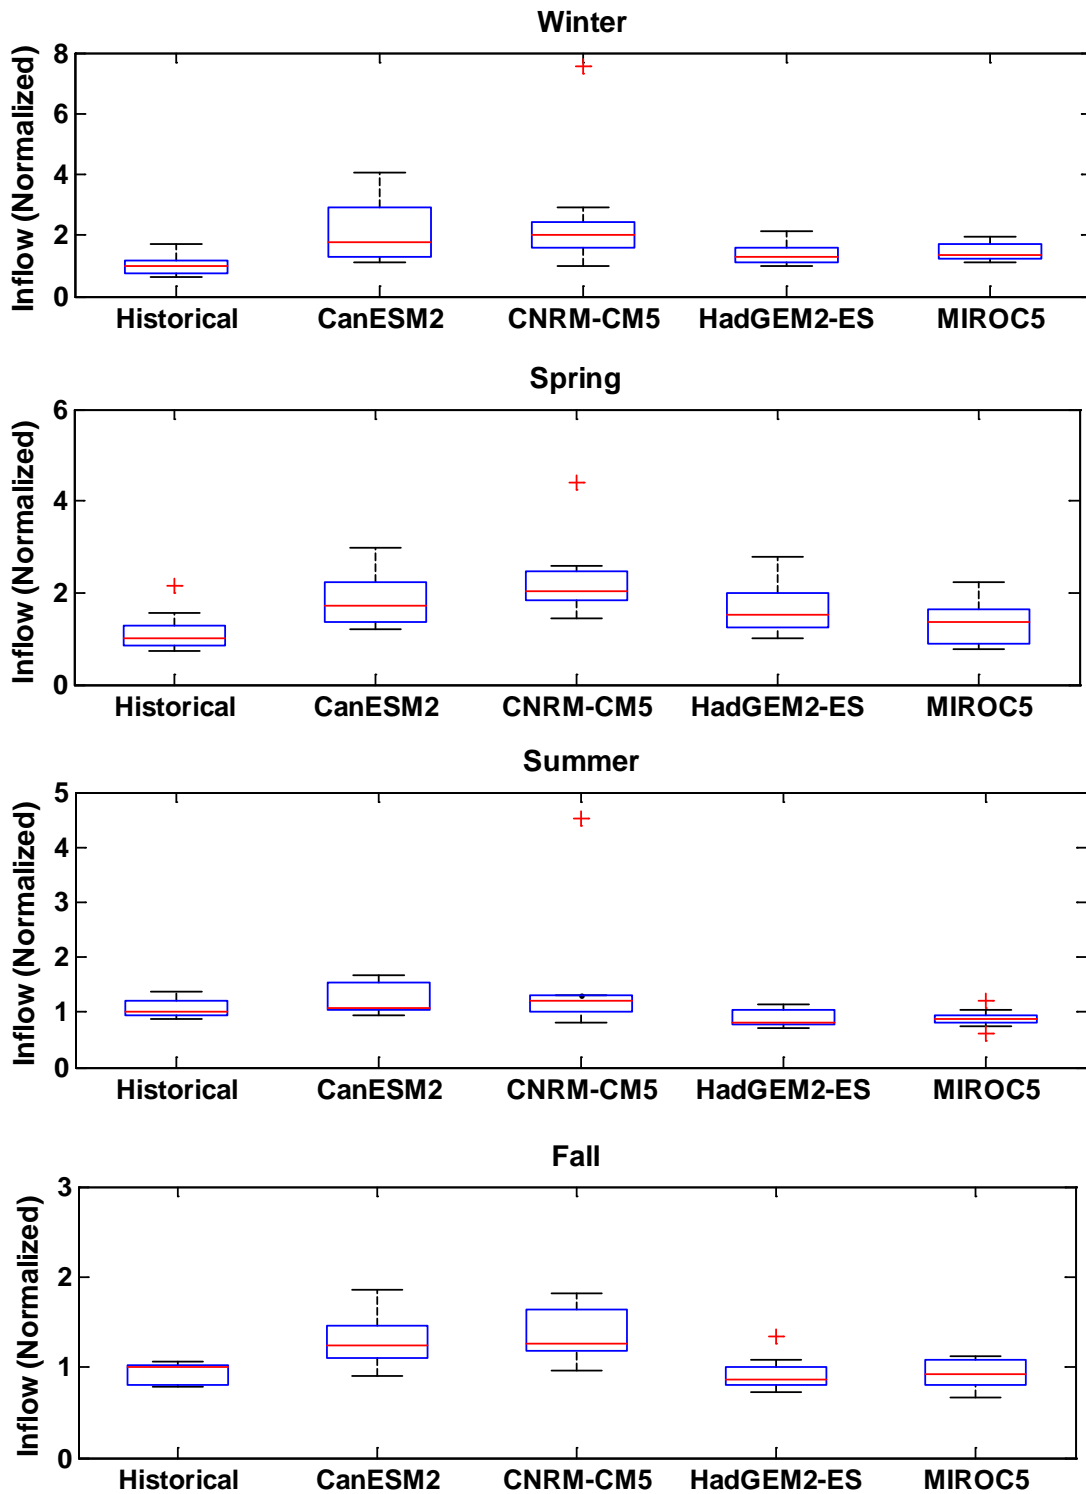 Winter
Inflow (Normalized)
8
6
4
2
0
Historical CanESM2 CNRM-CM5 HadGEM2-ES MIROC5
Spring
Inflow (Normalized)
6
4
2
0
Historical CanESM2 CNRM-CM5 HadGEM2-ES MIROC5
Summer
Inflow (Normalized)
5
4
3
2
1
0
Historical CanESM2 CNRM-CM5 HadGEM2-ES MIROC5
Fall
Inflow (Normalized)
3
2
1
0
Historical CanESM2 CNRM-CM5 HadGEM2-ES MIROC5